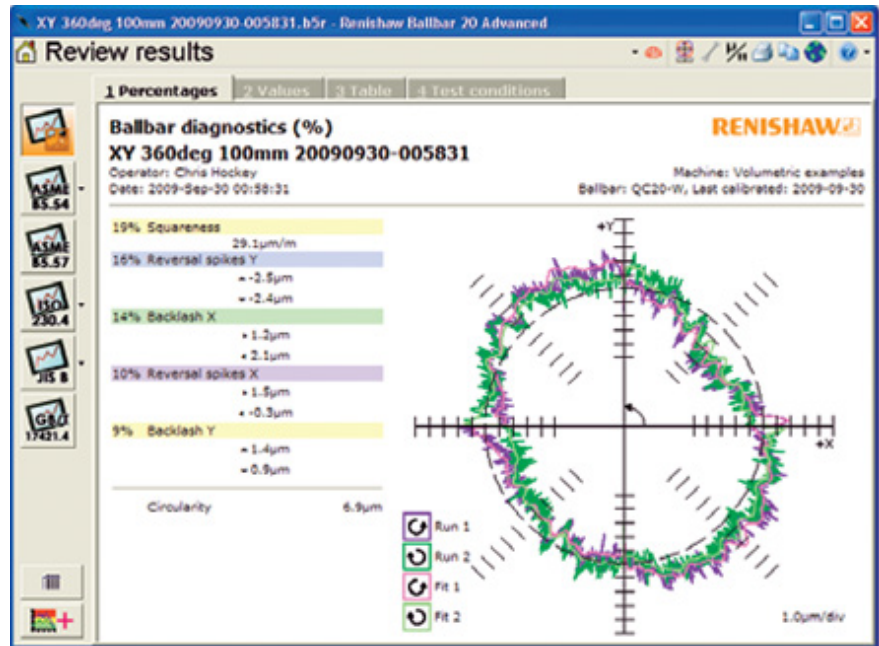 XY 360deg 100mm 20090930-005831.b5r - Renishaw Ballbar 20 Advanced
Review results
1 Percentages 2 Values 3 Table 4 Test conditions
Ballbar diagnostics (%)
RENISHAW
XY 360deg 100mm 20090930-005831
Operator: Chris Hockey
Machine: Volumetric examples
Date: 2009-Sep-30 00:58:31
Ballbar: QC20-W, Last calibrated: 2009-09-30
ASME
B5.54
ASME
B5.57
ISO
230.4
JIS B
GB/T
17421.4
19% Squareness
29.1µm/m
16% Reversal spikes Y
-2.5µm
-2.4µm
14% Backlash X
1.2µm
2.1µm
10% Reversal spikes X
1.5µm
-0.3µm
9% Backlash Y
1.4µm
0.9µm
Circularity 6.9µm
+Y
+X
Run 1
Run 2
Fit 1
Fit 2
1.0µm/div